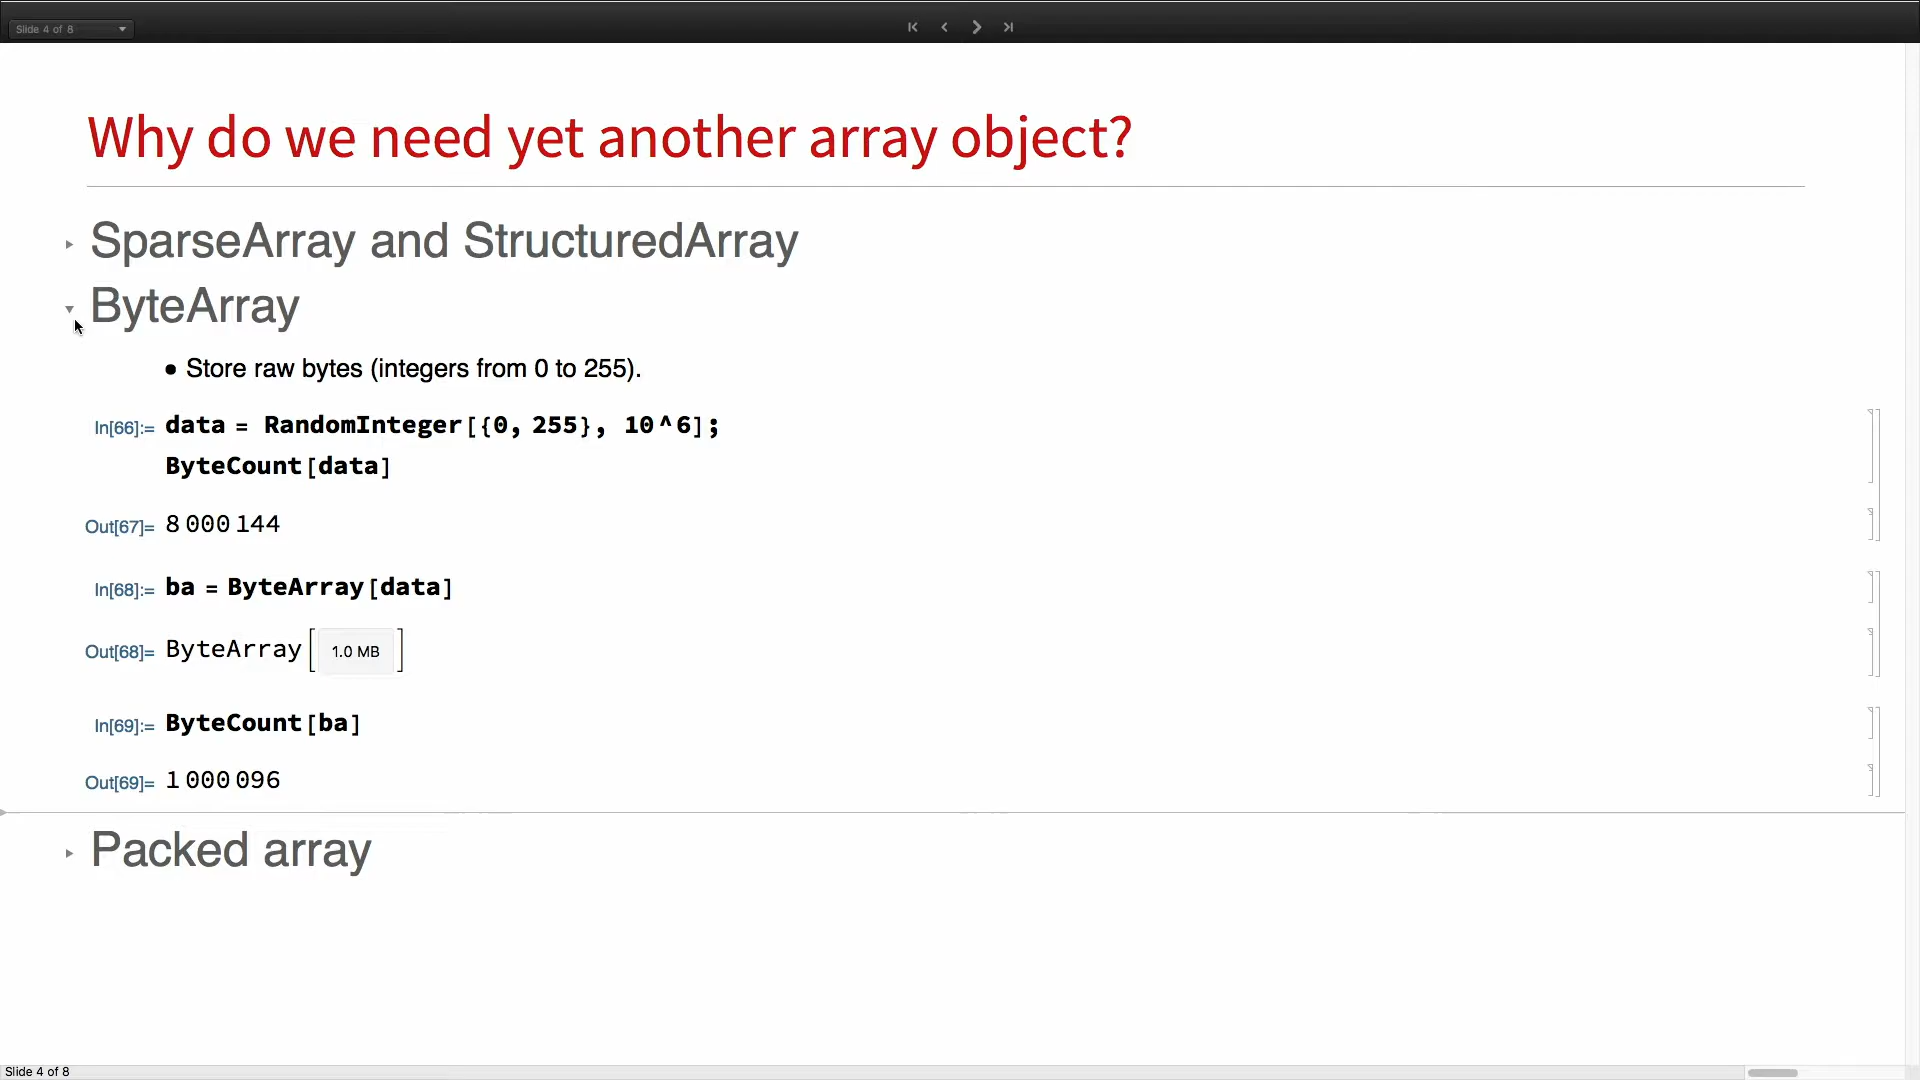 Slide 4 of 8
Why do we need yet another array object?
SparseArray and StructuredArray
ByteArray
• Store raw bytes (integers from 0 to 255).
In[66]:= data = RandomInteger[{0, 255}, 10^6];
ByteCount[data]
Out[67]= 8 000 144
In[68]:= ba = ByteArray[data]
Out[68]= ByteArray[ 1.0 MB ]
In[69]:= ByteCount[ba]
Out[69]= 1 000 096
Packed array
Slide 4 of 8